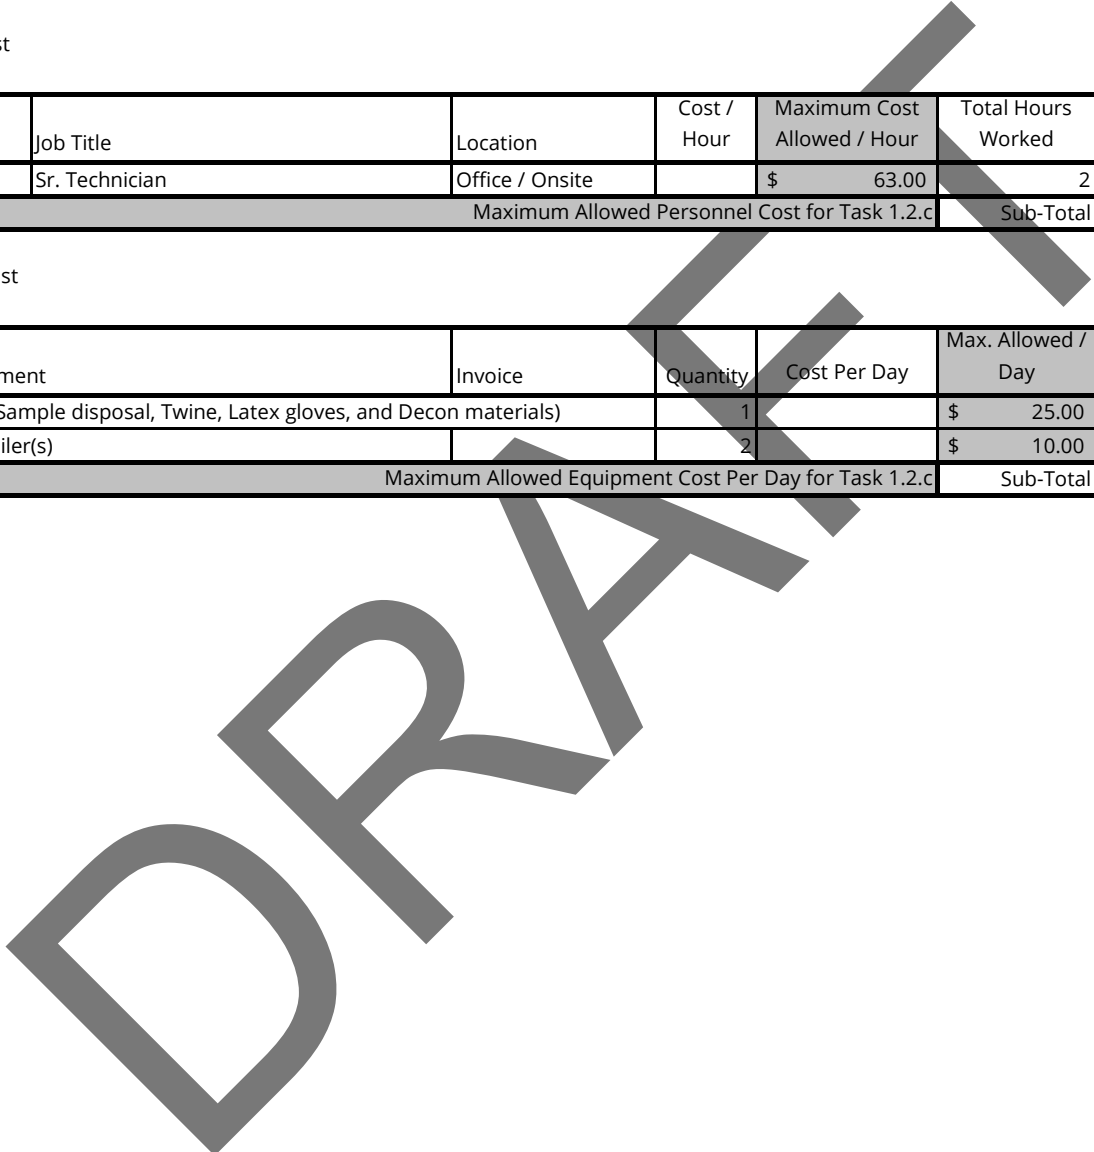 st
Job Title Location Cost / Hour Maximum Cost Allowed / Hour Total Hours Worked
Sr. Technician Office / Onsite $ 63.00 2
Maximum Allowed Personnel Cost for Task 1.2.c Sub-Total
st
ment Invoice Quantity Cost Per Day Max. Allowed / Day
Sample disposal, Twine, Latex gloves, and Decon materials) 1 $ 25.00
iler(s) 2 $ 10.00
Maximum Allowed Equipment Cost Per Day for Task 1.2.c Sub-Total
DRAFT